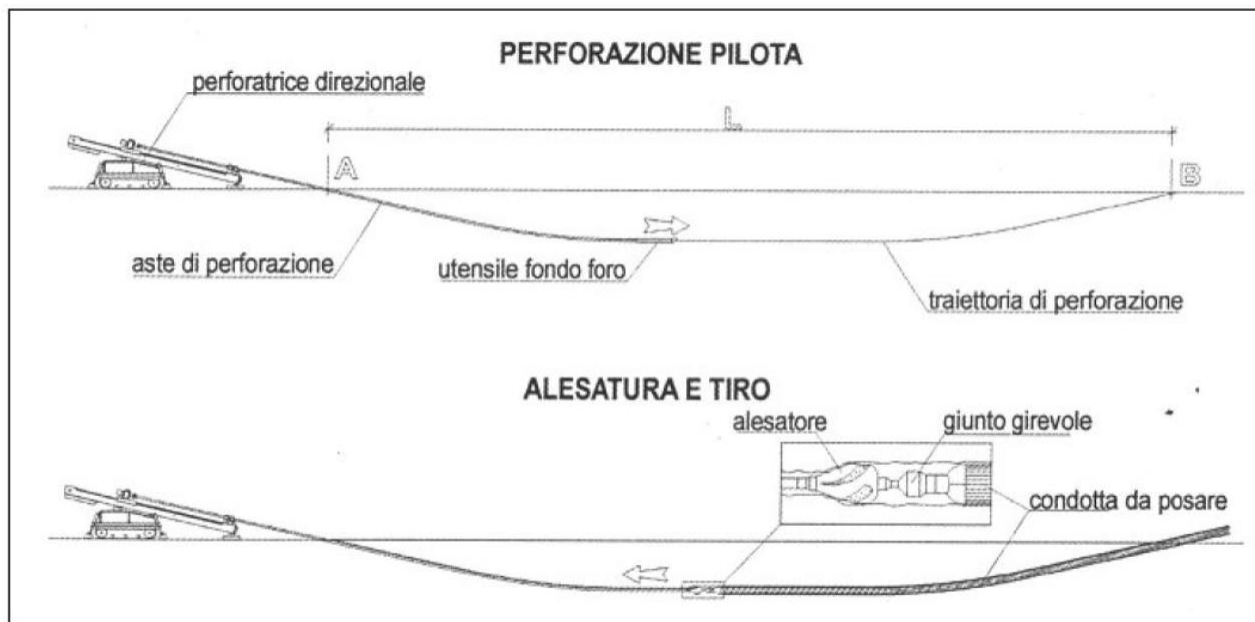 PERFORAZIONE PILOTA
perforatrice direzionale
L
A
B
aste di perforazione
utensile fondo foro
traiettoria di perforazione
ALESATURA E TIRO
alesatore
giunto girevole
condotta da posare